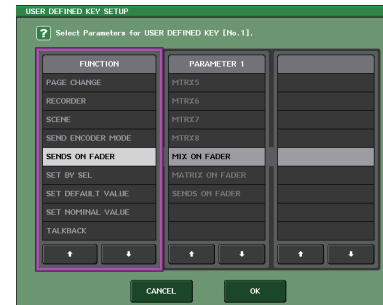 USER DEFINED KEY SETUP
? Select Parameters for USER DEFINED KEY [No.1].
FUNCTION
PAGE CHANGE
RECORDER
SCENE
SEND ENCODER MODE
SENDS ON FADER
SET BY SEL
SET DEFAULT VALUE
SET NOMINAL VALUE
TALKBACK
PARAMETER 1
MTRX5
MTRX6
MTRX7
MTRX8
MIX ON FADER
MATRIX ON FADER
SENDS ON FADER
CANCEL
OK